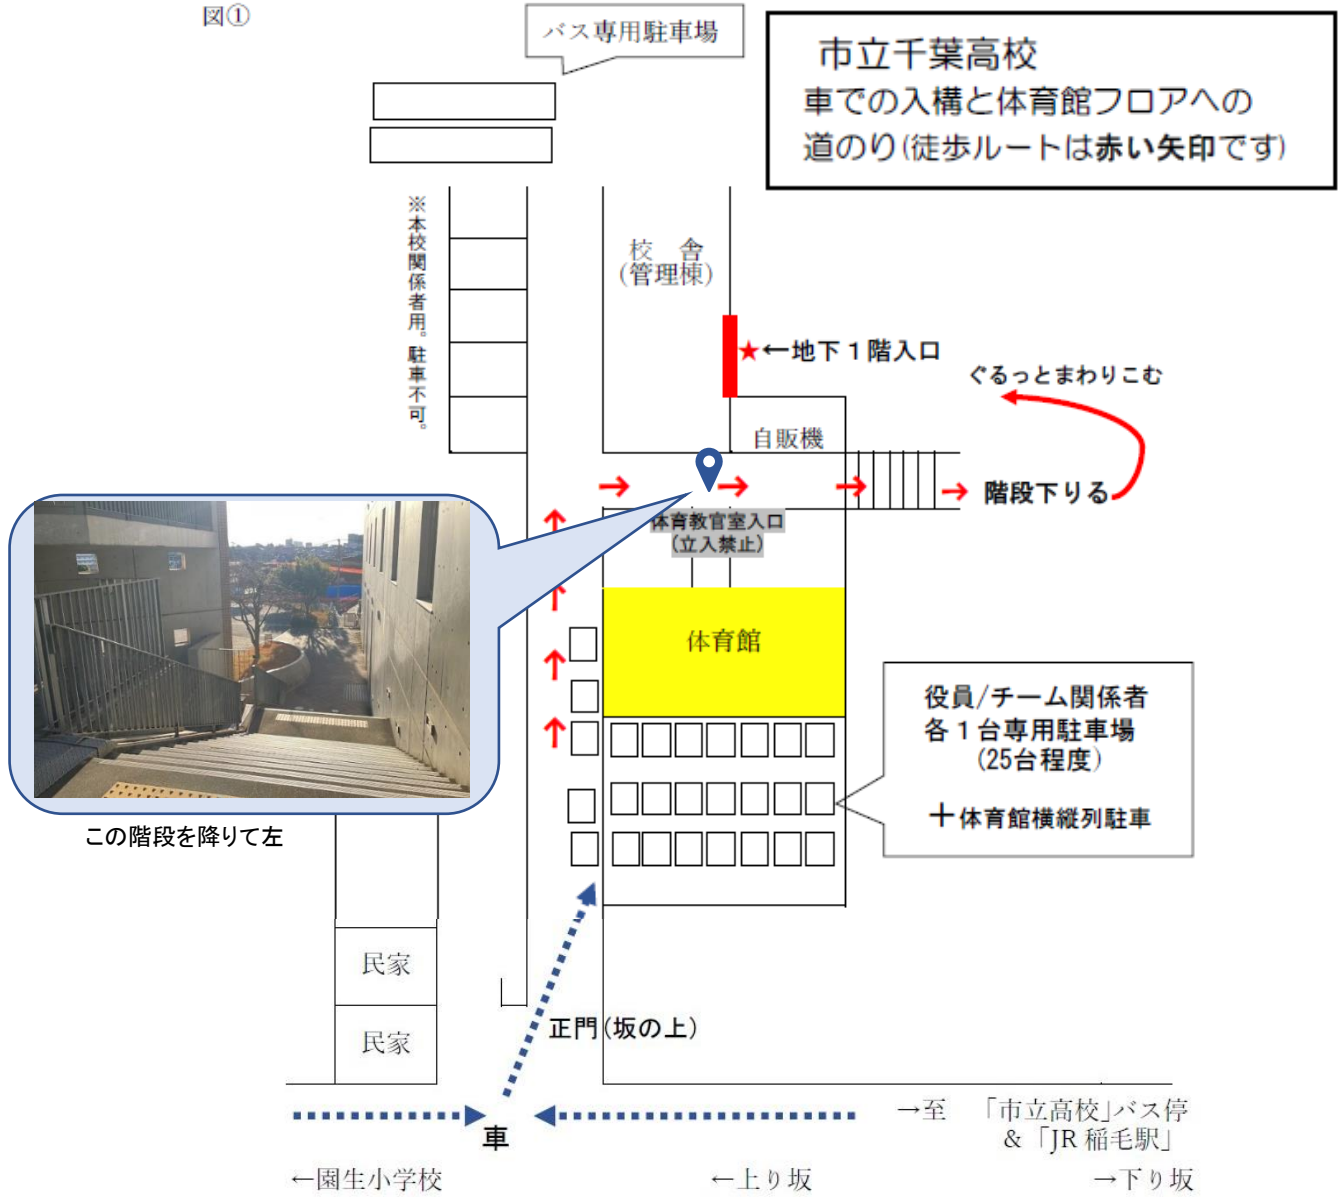 図①
バス専用駐車場
市立千葉高校
車での入構と体育館フロアへの
道のり(徒歩ルートは赤い矢印です)
※本校関係者用。駐車不可。
校 舎
(管理棟)
★←地下１階入口
ぐるっとまわりこむ
自販機
階段下りる
体育教官室入口
(立入禁止)
体育館
この階段を降りて左
役員/チーム関係者
各１台専用駐車場
(25台程度)
＋体育館横縦列駐車
民家
民家
正門(坂の上)
車
→至 「市立高校」バス停
＆「JR 稲毛駅」
←園生小学校
←上り坂
→下り坂